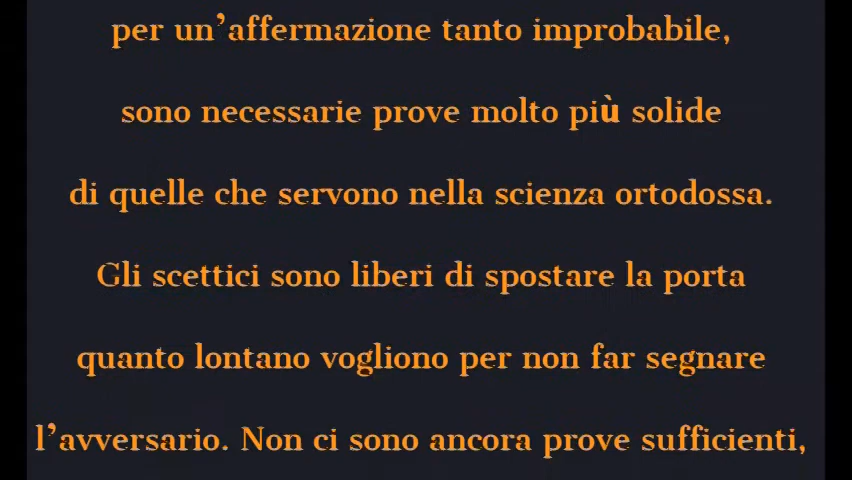 per un’affermazione tanto improbabile,
sono necessarie prove molto più solide
di quelle che servono nella scienza ortodossa.
Gli scettici sono liberi di spostare la porta
quanto lontano vogliono per non far segnare
l’avversario. Non ci sono ancora prove sufficienti,